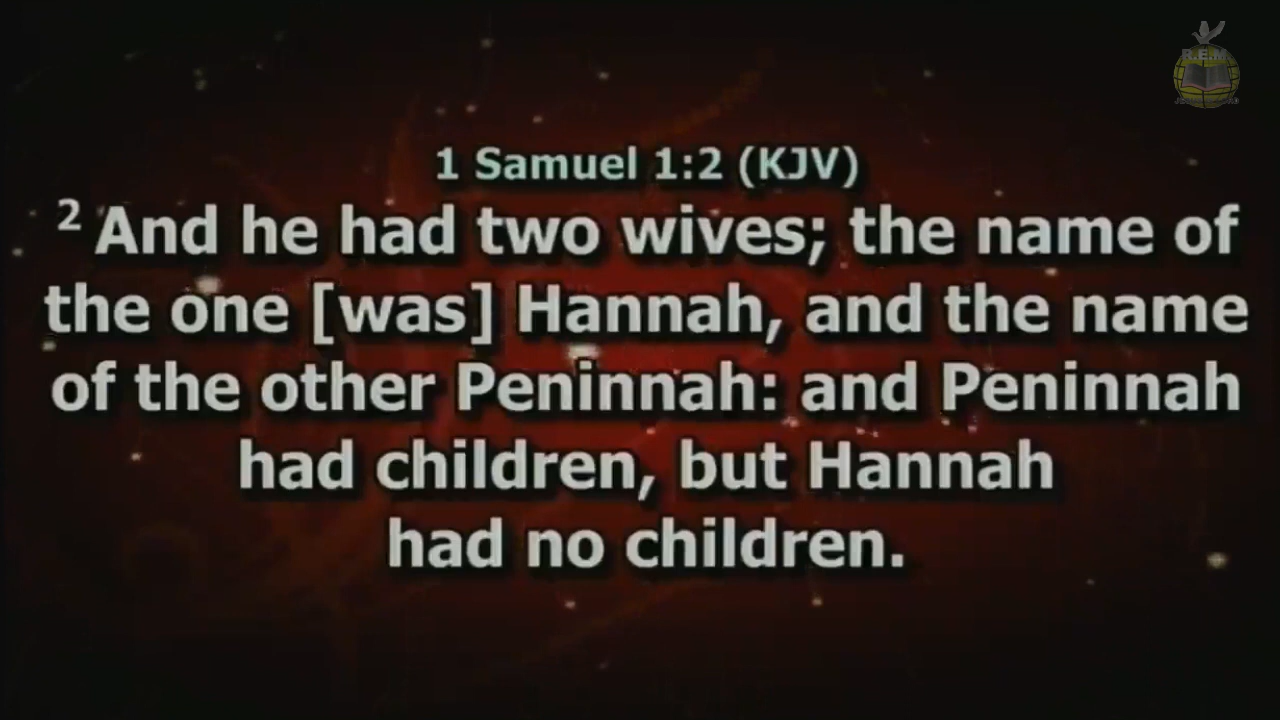 R.E.M.
1 Samuel 1:2 (KJV)
2 And he had two wives; the name of
the one [was] Hannah, and the name
of the other Peninnah: and Peninnah
had children, but Hannah
had no children.